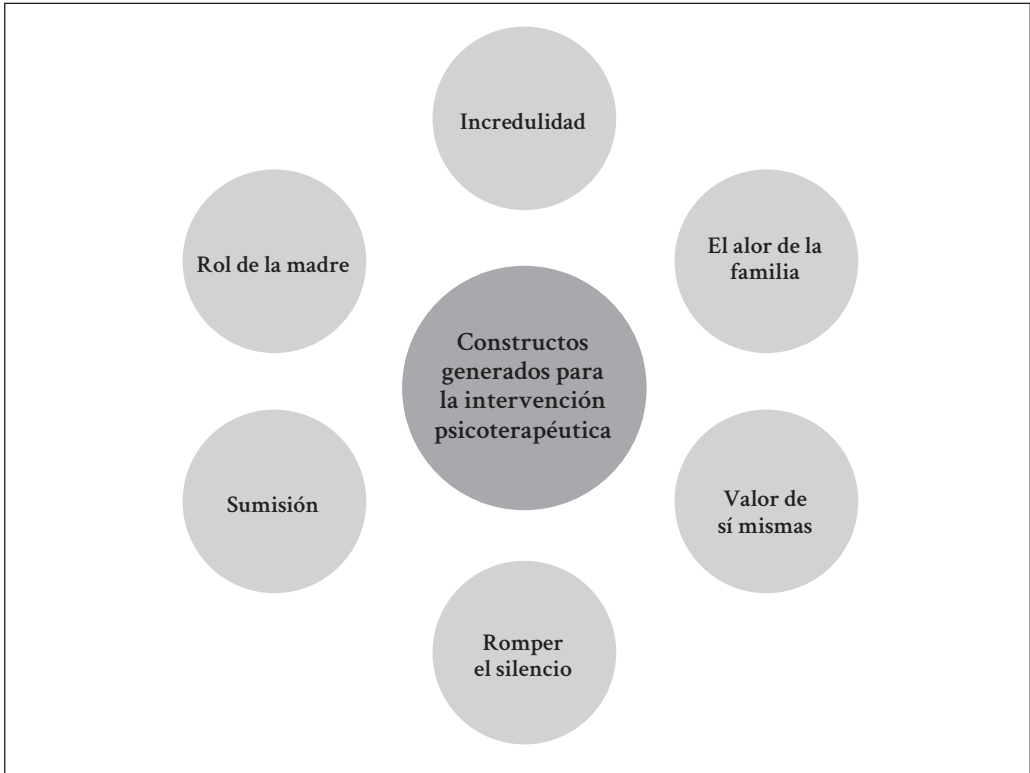 Incredulidad
El alor de la
familia
Rol de la madre
Constructos
generados para
la intervención
psicoterapéutica
Sumisión
Valor de
sí mismas
Romper
el silencio